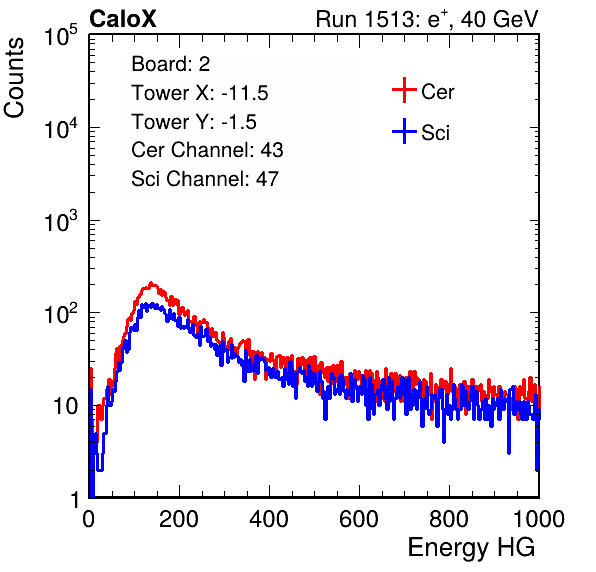 CaloX Run 1513: e⁺, 40 GeV
Counts
10⁵
10⁴
10³
10²
10
1
Board: 2
Tower X: -11.5
Tower Y: -1.5
Cer Channel: 43
Sci Channel: 47
Cer
Sci
0 200 400 600 800 1000
Energy HG